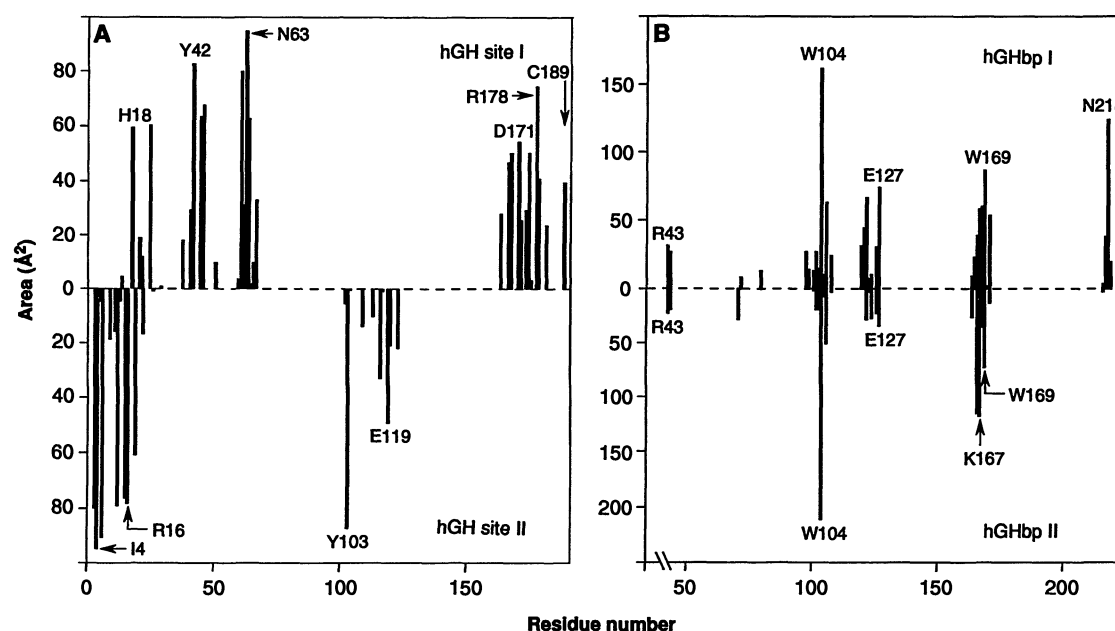 A
hGH site I
N63
Y42
C189
R178
H18
D171
E119
R16
I4
Y103
hGH site II
80
60
40
20
0
20
40
60
80
Area (Å²)
0
50
100
150
B
hGHbp I
W104
N21
W169
E127
R43
R43
E127
W169
K167
W104
hGHbp II
150
100
50
0
50
100
150
200
50
100
150
200
Residue number